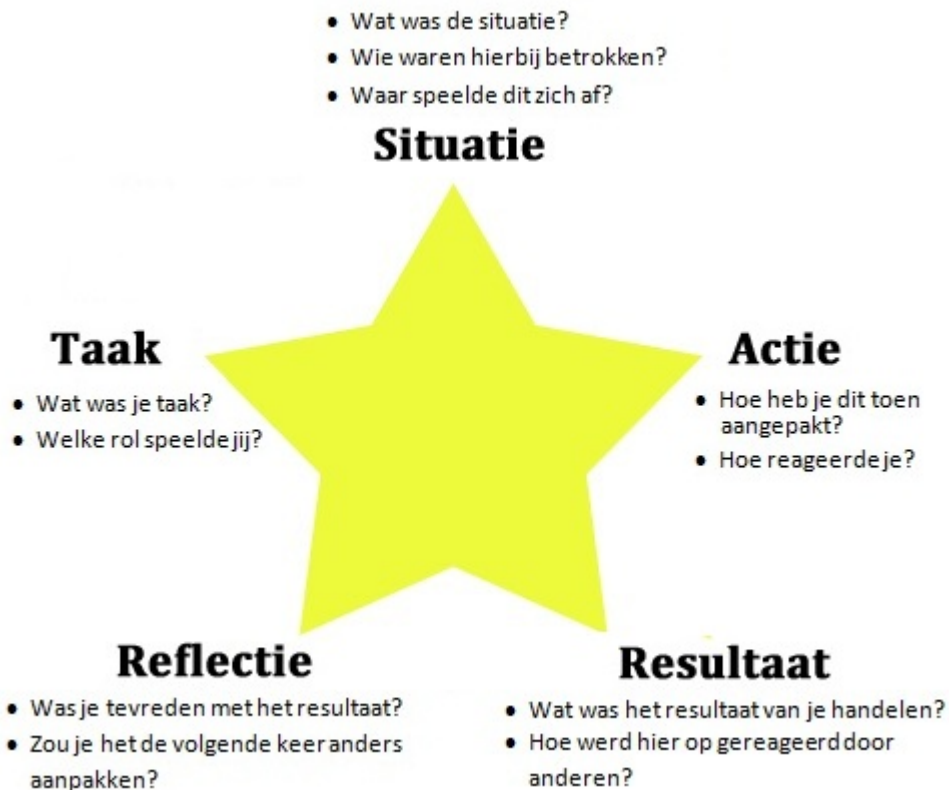 • Wat was de situatie?
• Wie waren hierbij betrokken?
• Waar speelde dit zich af?
Situatie
Taak
• Wat was je taak?
• Welke rol speelde jij?
Actie
• Hoe heb je dit toen
aangepakt?
• Hoe reageerde je?
Reflectie
• Was je tevreden met het resultaat?
• Zou je het de volgende keer anders
aanpakken?
Resultaat
• Wat was het resultaat van je handelen?
• Hoe werd hier op gereageerd door
anderen?